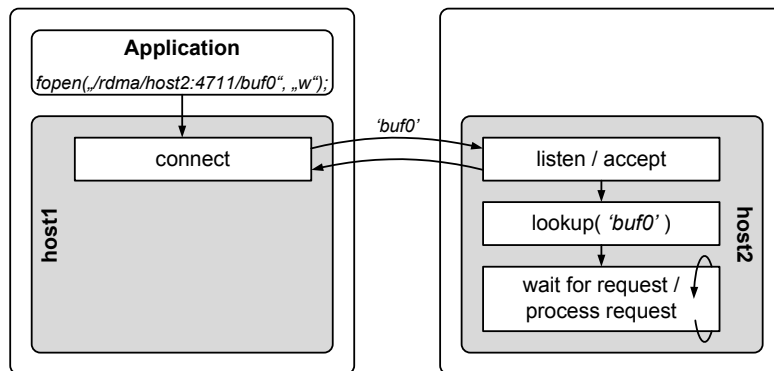 Application
fopen(„/rdma/host2:4711/buf0“, „w“);
‘buf0’
connect
listen / accept
host1
lookup( ‘buf0’ )
host2
wait for request /
process request